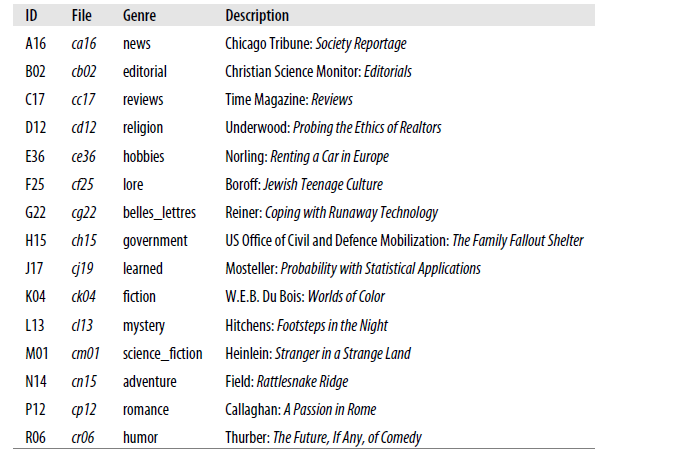 ID File Genre Description
A16 ca16 news Chicago Tribune: Society Reportage
B02 cb02 editorial Christian Science Monitor: Editorials
C17 cc17 reviews Time Magazine: Reviews
D12 cd12 religion Underwood: Probing the Ethics of Realtors
E36 ce36 hobbies Norling: Renting a Car in Europe
F25 cf25 lore Boroff: Jewish Teenage Culture
G22 cg22 belles_lettres Reiner: Coping with Runaway Technology
H15 ch15 government US Office of Civil and Defence Mobilization: The Family Fallout Shelter
J17 cj19 learned Mosteller: Probability with Statistical Applications
K04 ck04 fiction W.E.B. Du Bois: Worlds of Color
L13 cl13 mystery Hitchens: Footsteps in the Night
M01 cm01 science_fiction Heinlein: Stranger in a Strange Land
N14 cn15 adventure Field: Rattlesnake Ridge
P12 cp12 romance Callaghan: A Passion in Rome
R06 cr06 humor Thurber: The Future, If Any, of Comedy